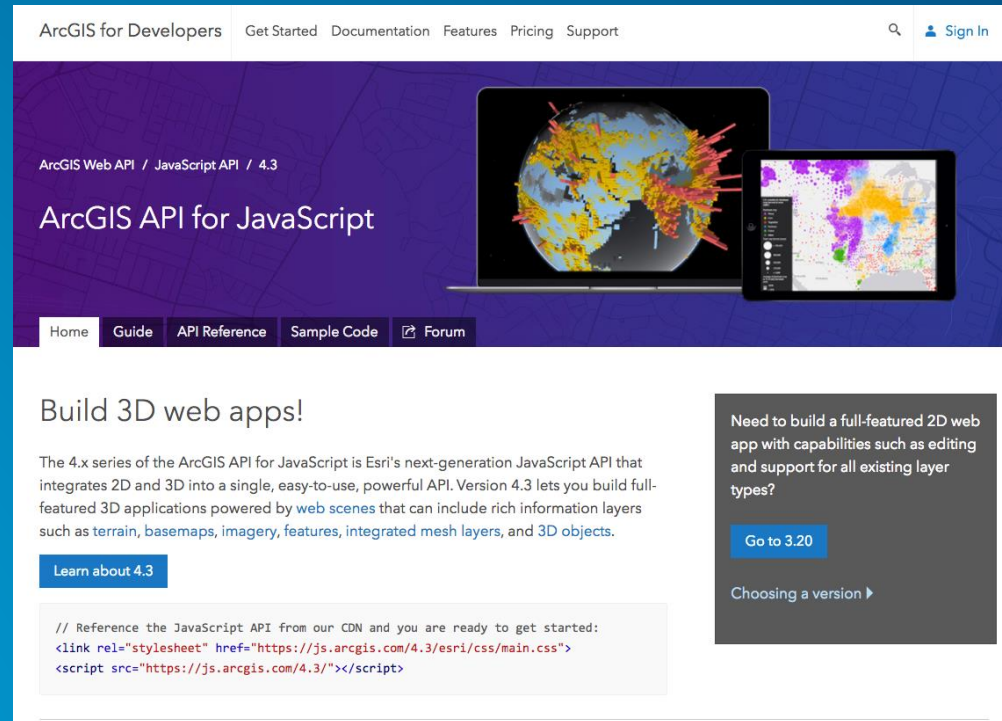 ArcGIS for Developers Get Started Documentation Features Pricing Support Sign In
ArcGIS Web API / JavaScript API / 4.3
ArcGIS API for JavaScript
Home Guide API Reference Sample Code Forum
Build 3D web apps!
The 4.x series of the ArcGIS API for JavaScript is Esri's next-generation JavaScript API that
integrates 2D and 3D into a single, easy-to-use, powerful API. Version 4.3 lets you build full-
featured 3D applications powered by web scenes that can include rich information layers
such as terrain, basemaps, imagery, features, integrated mesh layers, and 3D objects.
Learn about 4.3
// Reference the JavaScript API from our CDN and you are ready to get started:
<link rel="stylesheet" href="https://js.arcgis.com/4.3/esri/css/main.css">
<script src="https://js.arcgis.com/4.3/"></script>
Need to build a full-featured 2D web
app with capabilities such as editing
and support for all existing layer
types?
Go to 3.20
Choosing a version